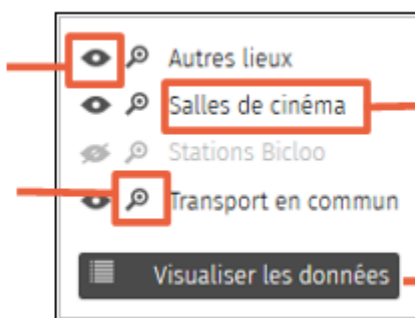 Autres lieux
Salles de cinéma
Stations Bicloo
Transport en commun
Visualiser les données